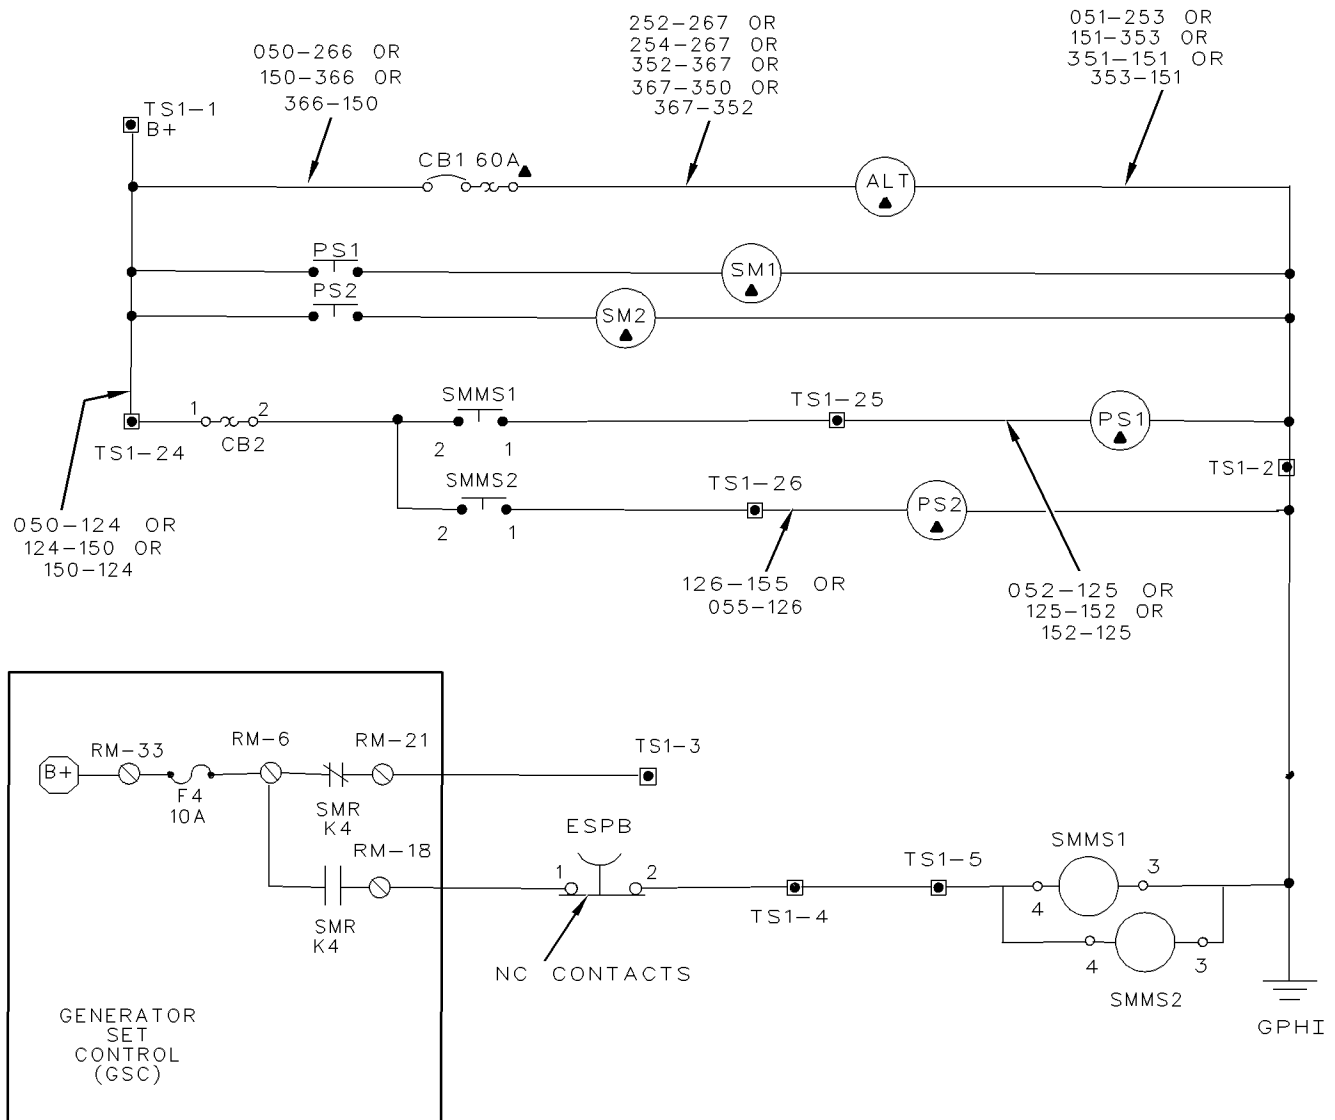 050-266 OR
150-366 OR
366-150
252-267 OR
254-267 OR
352-367 OR
367-350 OR
367-352
051-253 OR
151-353 OR
351-151 OR
353-151
TS1-1
B+
CB1 60A
ALT
PS1
SM1
PS2
SM2
SMMS1
TS1-25
PS1
1
2
CB2
2
1
TS1-24
TS1-2
SMMS2
TS1-26
PS2
2
1
050-124 OR
124-150 OR
150-124
126-155 OR
055-126
052-125 OR
125-152 OR
152-125
B+
RM-33
RM-6
RM-21
TS1-3
F4
10A
SMR
K4
RM-18
ESPB
1
2
SMR
K4
TS1-4
TS1-5
SMMS1
4
3
4
3
SMMS2
NC CONTACTS
GPHI
GENERATOR
SET
CONTROL
(GSC)